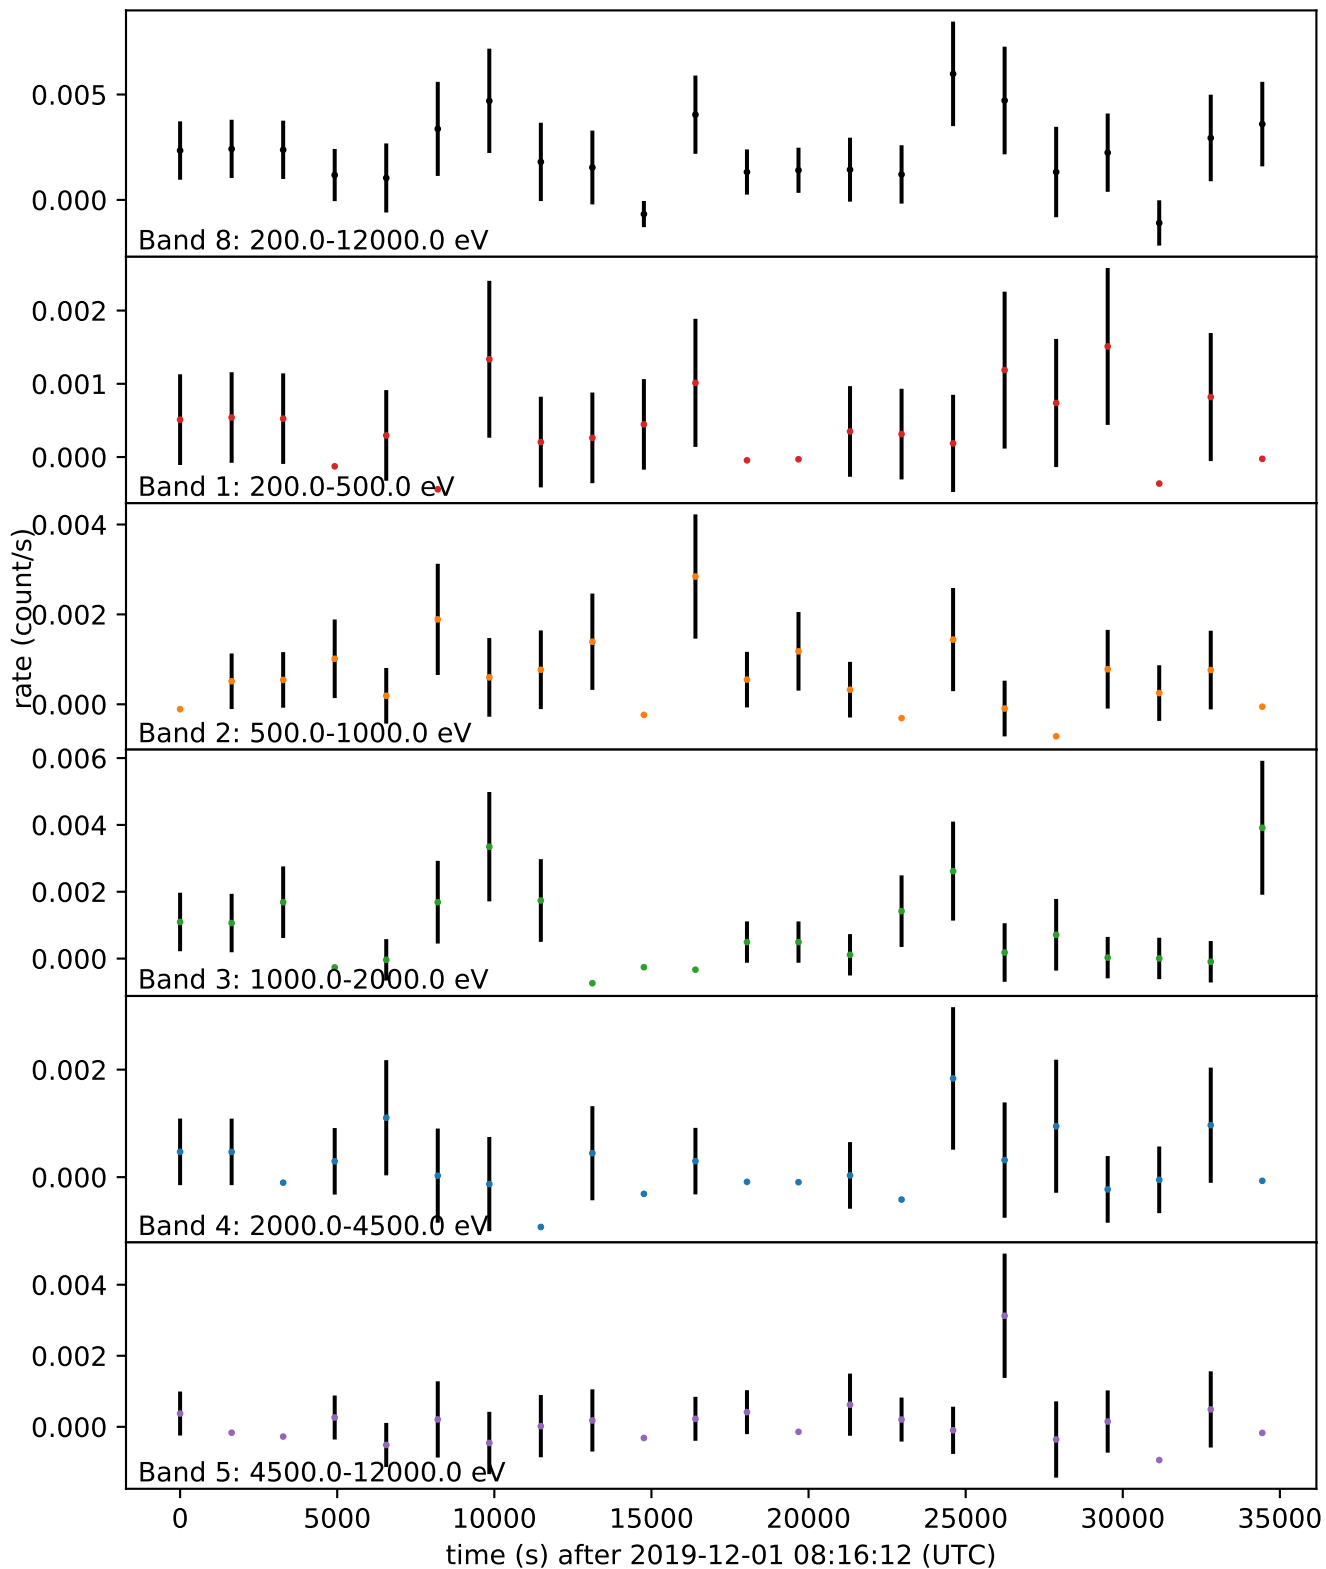 0.005
0.000
Band 8: 200.0-12000.0 eV
0.002
0.001
0.000
Band 1: 200.0-500.0 eV
rate (count/s)
0.004
0.002
0.000
Band 2: 500.0-1000.0 eV
0.006
0.004
0.002
0.000
Band 3: 1000.0-2000.0 eV
0.002
0.000
Band 4: 2000.0-4500.0 eV
0.004
0.002
0.000
Band 5: 4500.0-12000.0 eV
0 5000 10000 15000 20000 25000 30000 35000
time (s) after 2019-12-01 08:16:12 (UTC)